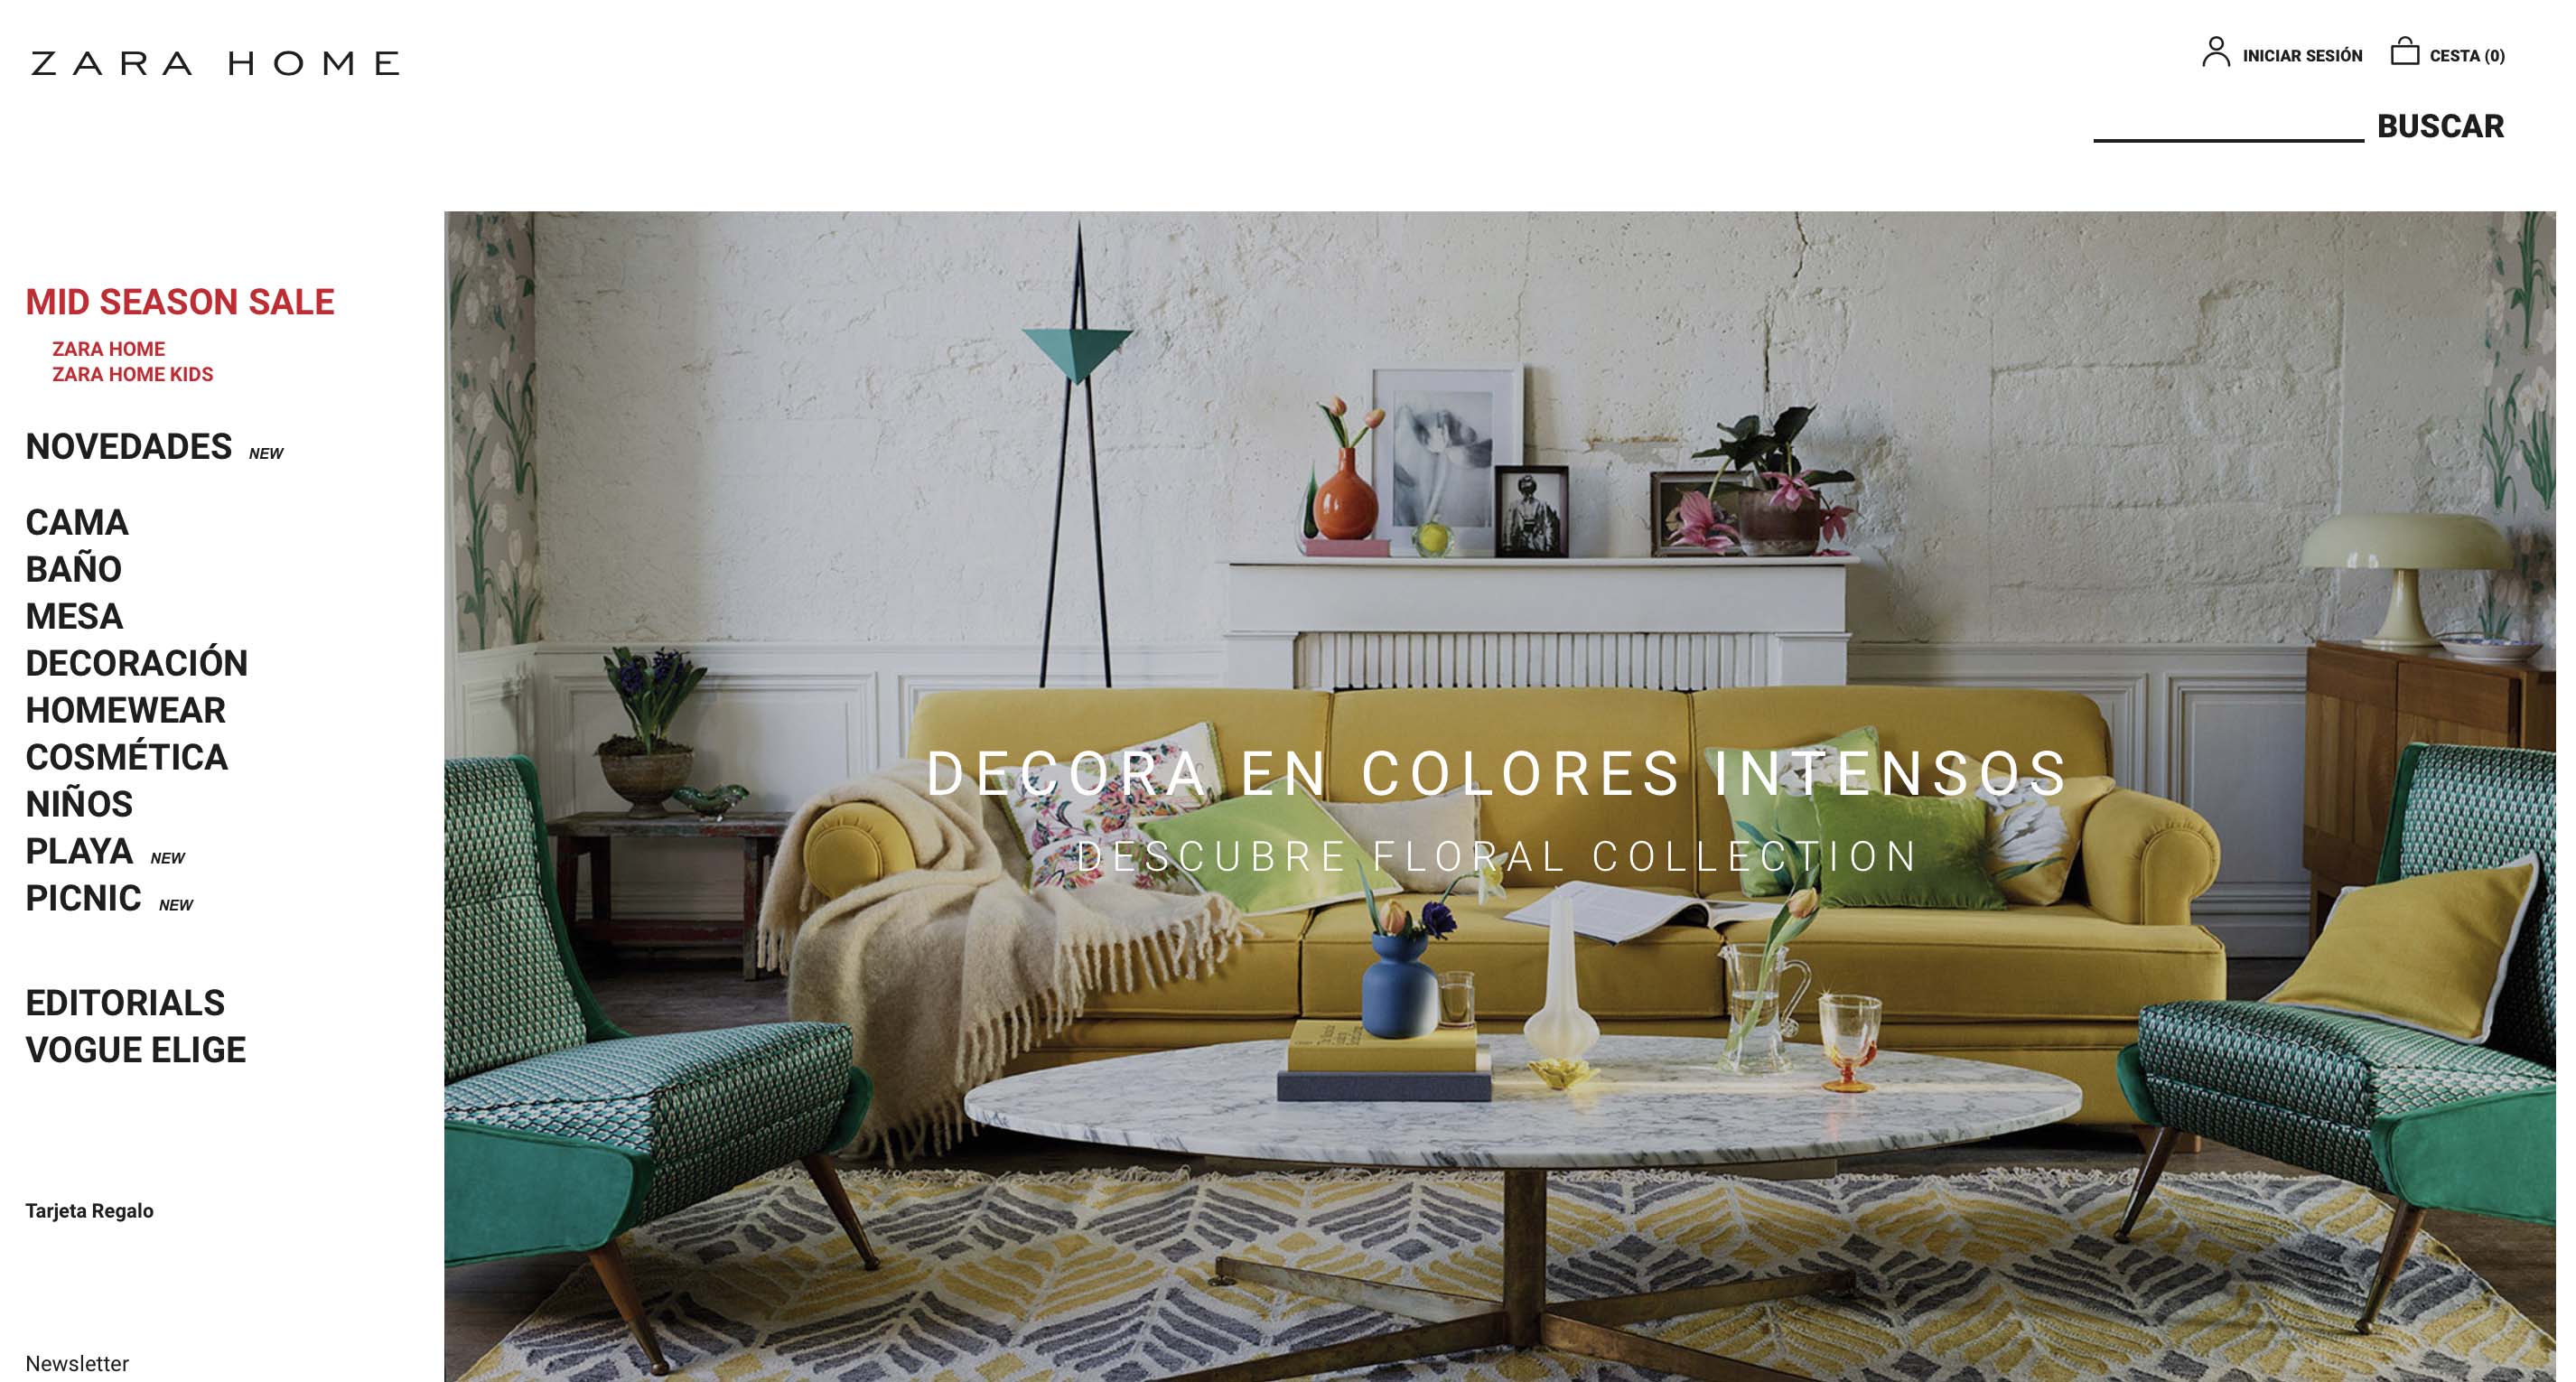 ZARA HOME
INICIAR SESIÓN
CESTA (0)
BUSCAR
MID SEASON SALE
ZARA HOME
ZARA HOME KIDS
NOVEDADES NEW
CAMA
BAÑO
MESA
DECORACIÓN
HOMEWEAR
COSMÉTICA
NIÑOS
PLAYA NEW
PICNIC NEW
EDITORIALS
VOGUE ELIGE
Tarjeta Regalo
Newsletter
DECORA EN COLORES INTENSOS
DESCUBRE FLORAL COLLECTION